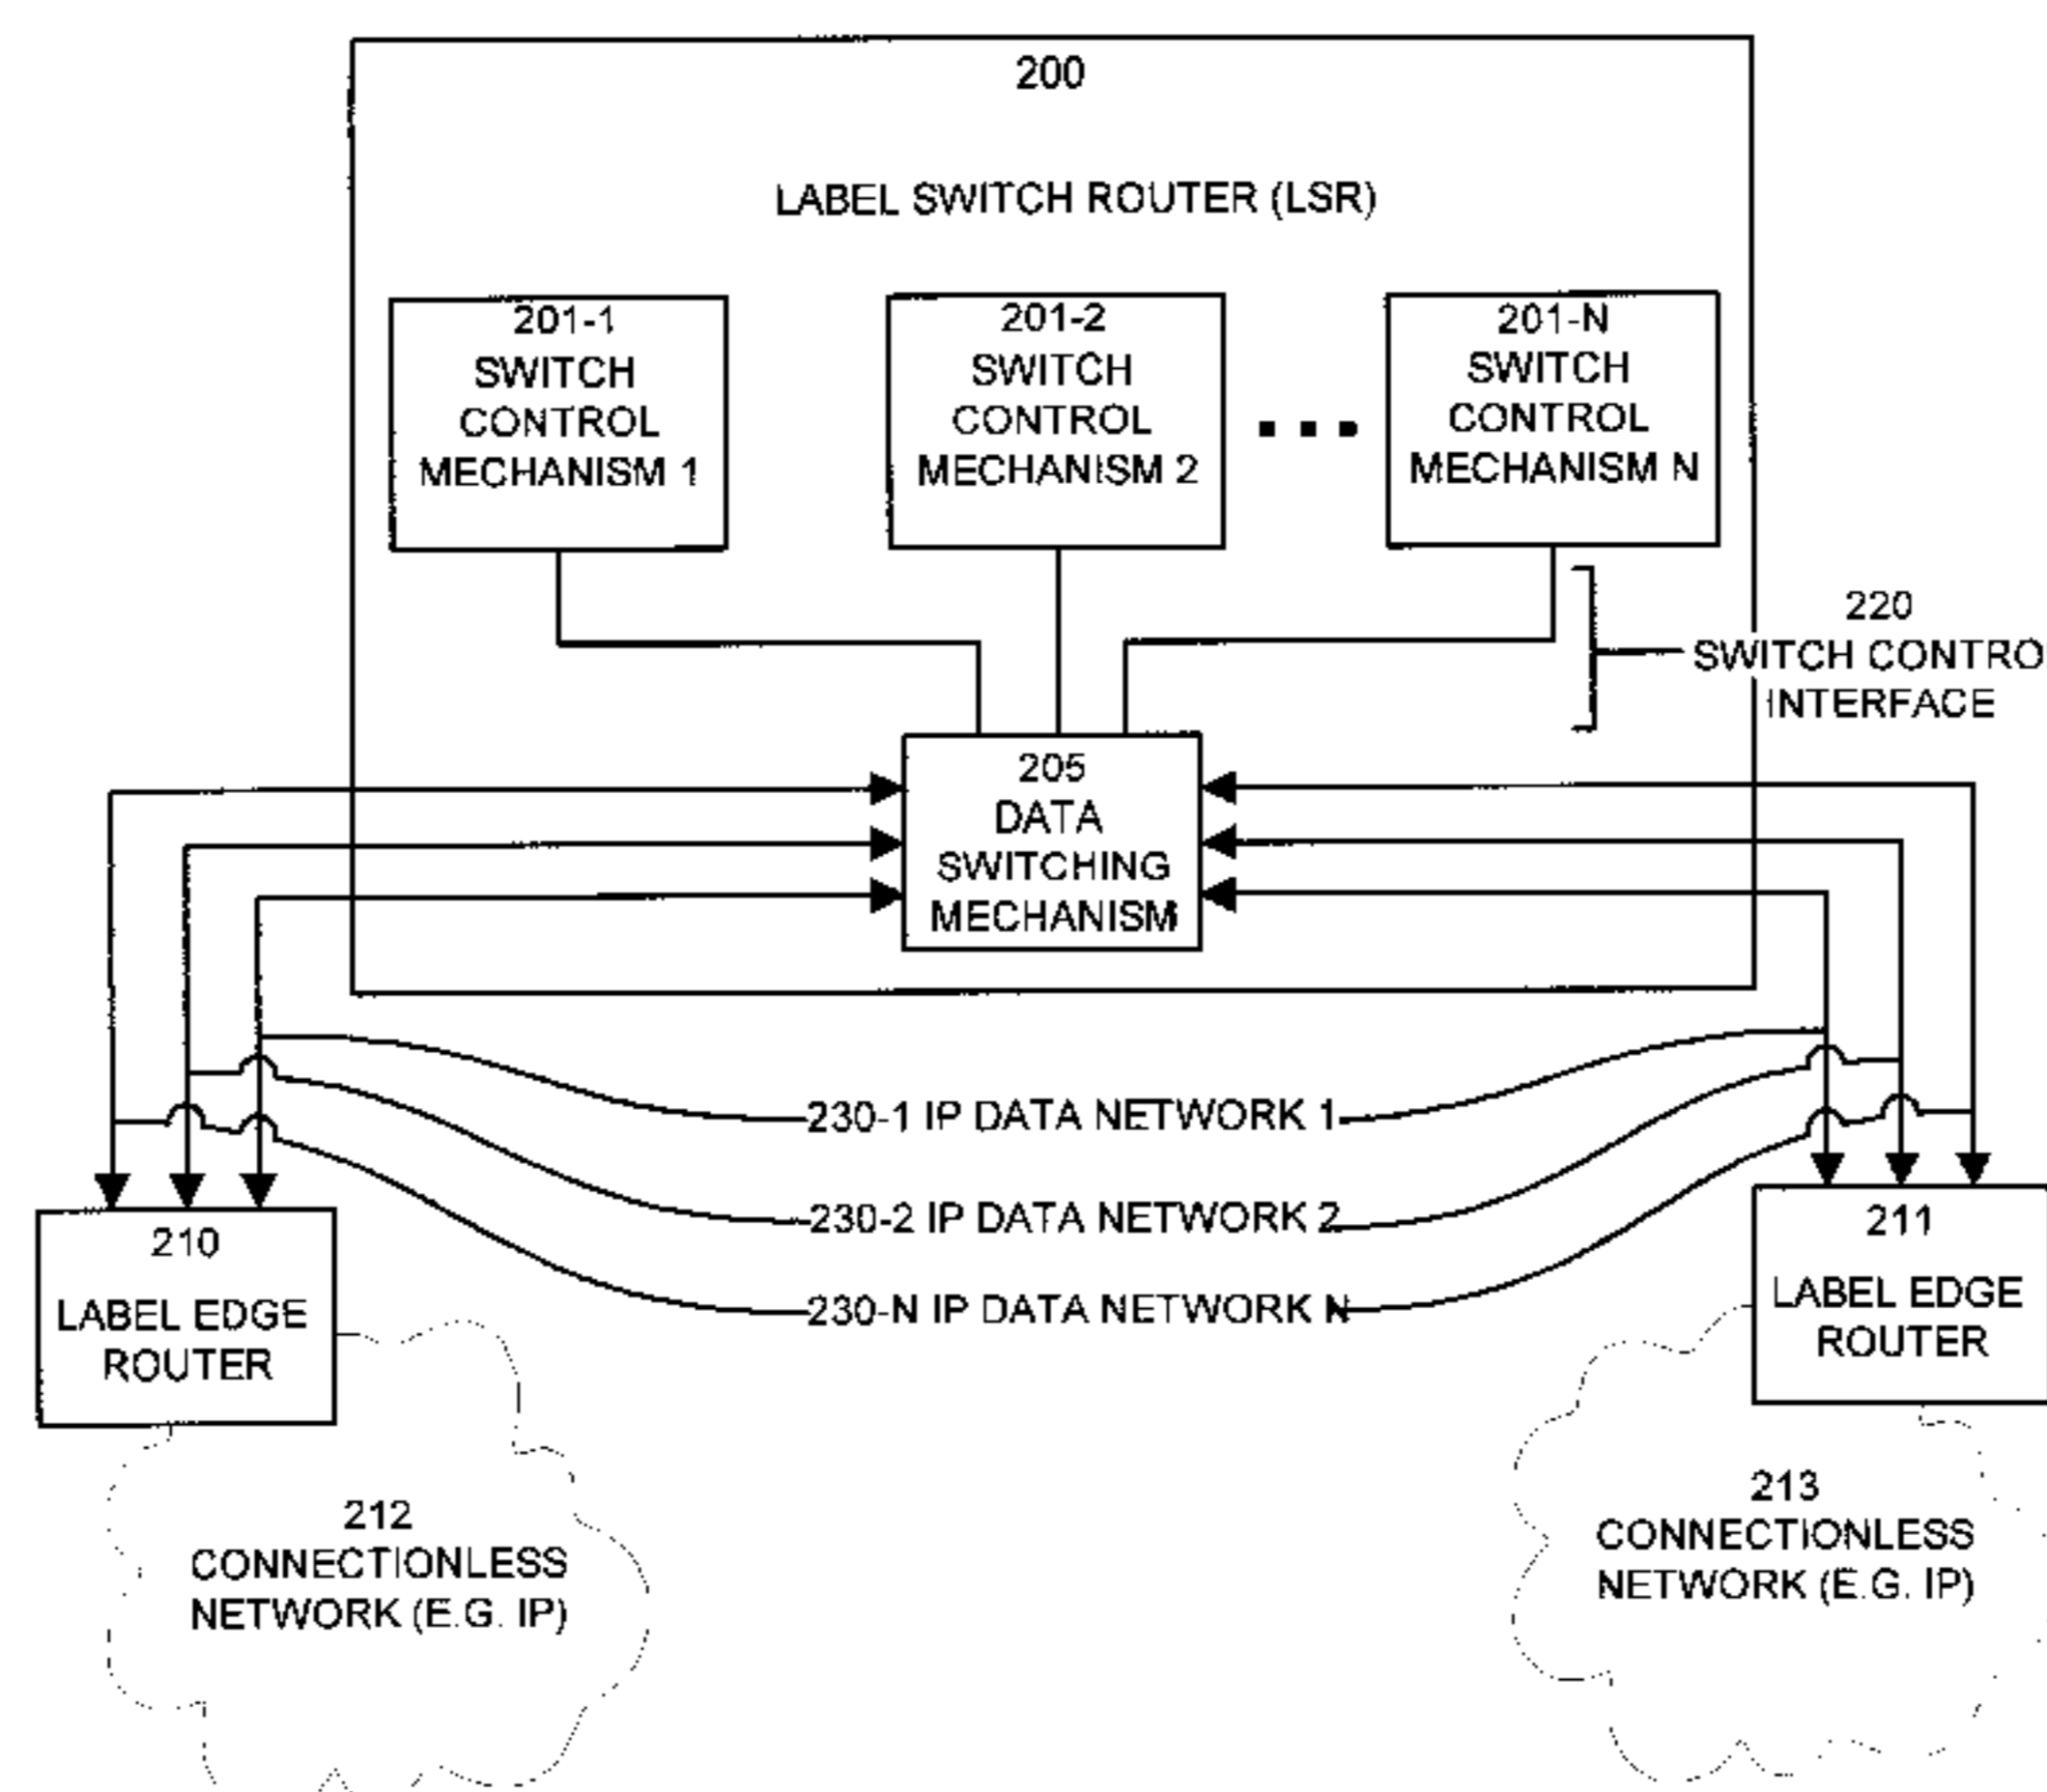 200
LABEL SWITCH ROUTER (LSR)
201-1
SWITCH
CONTROL
MECHANISM 1
201-2
SWITCH
CONTROL
MECHANISM 2
201-N
SWITCH
CONTROL
MECHANISM N
220
SWITCH CONTRO
INTERFACE
205
DATA
SWITCHING
MECHANISM
230-1 IP DATA NETWORK 1
230-2 IP DATA NETWORK 2
230-N IP DATA NETWORK N
210
LABEL EDGE
ROUTER
211
LABEL EDGE
ROUTER
212
CONNECTIONLESS
NETWORK (E.G. IP)
213
CONNECTIONLESS
NETWORK (E.G. IP)